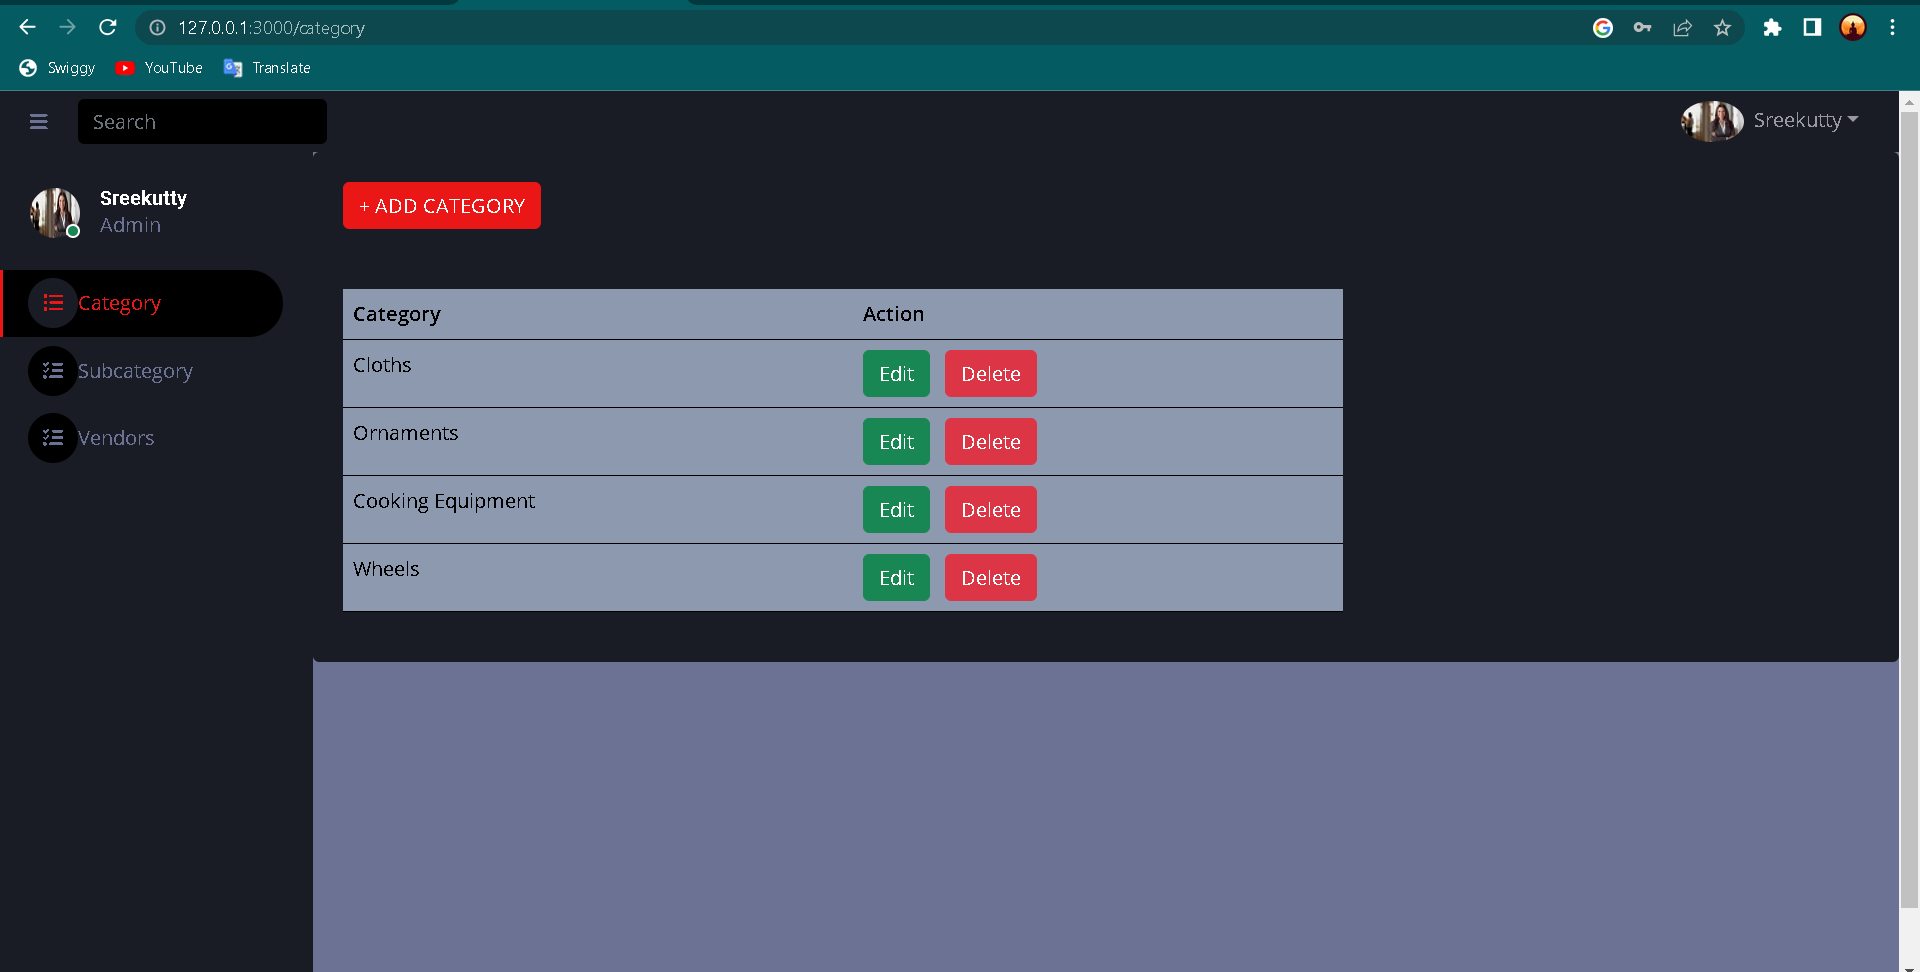 127.0.0.1:3000/category
Swiggy YouTube Translate
Search
Sreekutty
Sreekutty
Admin
+ ADD CATEGORY
Category
Subcategory
Vendors
Category Action
Cloths Edit Delete
Ornaments Edit Delete
Cooking Equipment Edit Delete
Wheels Edit Delete